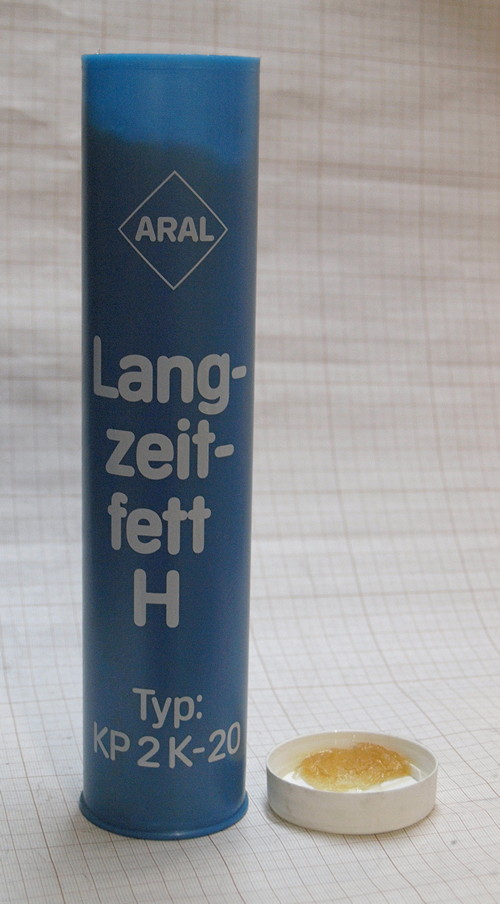 ARAL
Lang-
zeit-
fett
H
Typ:
KP 2 K-20